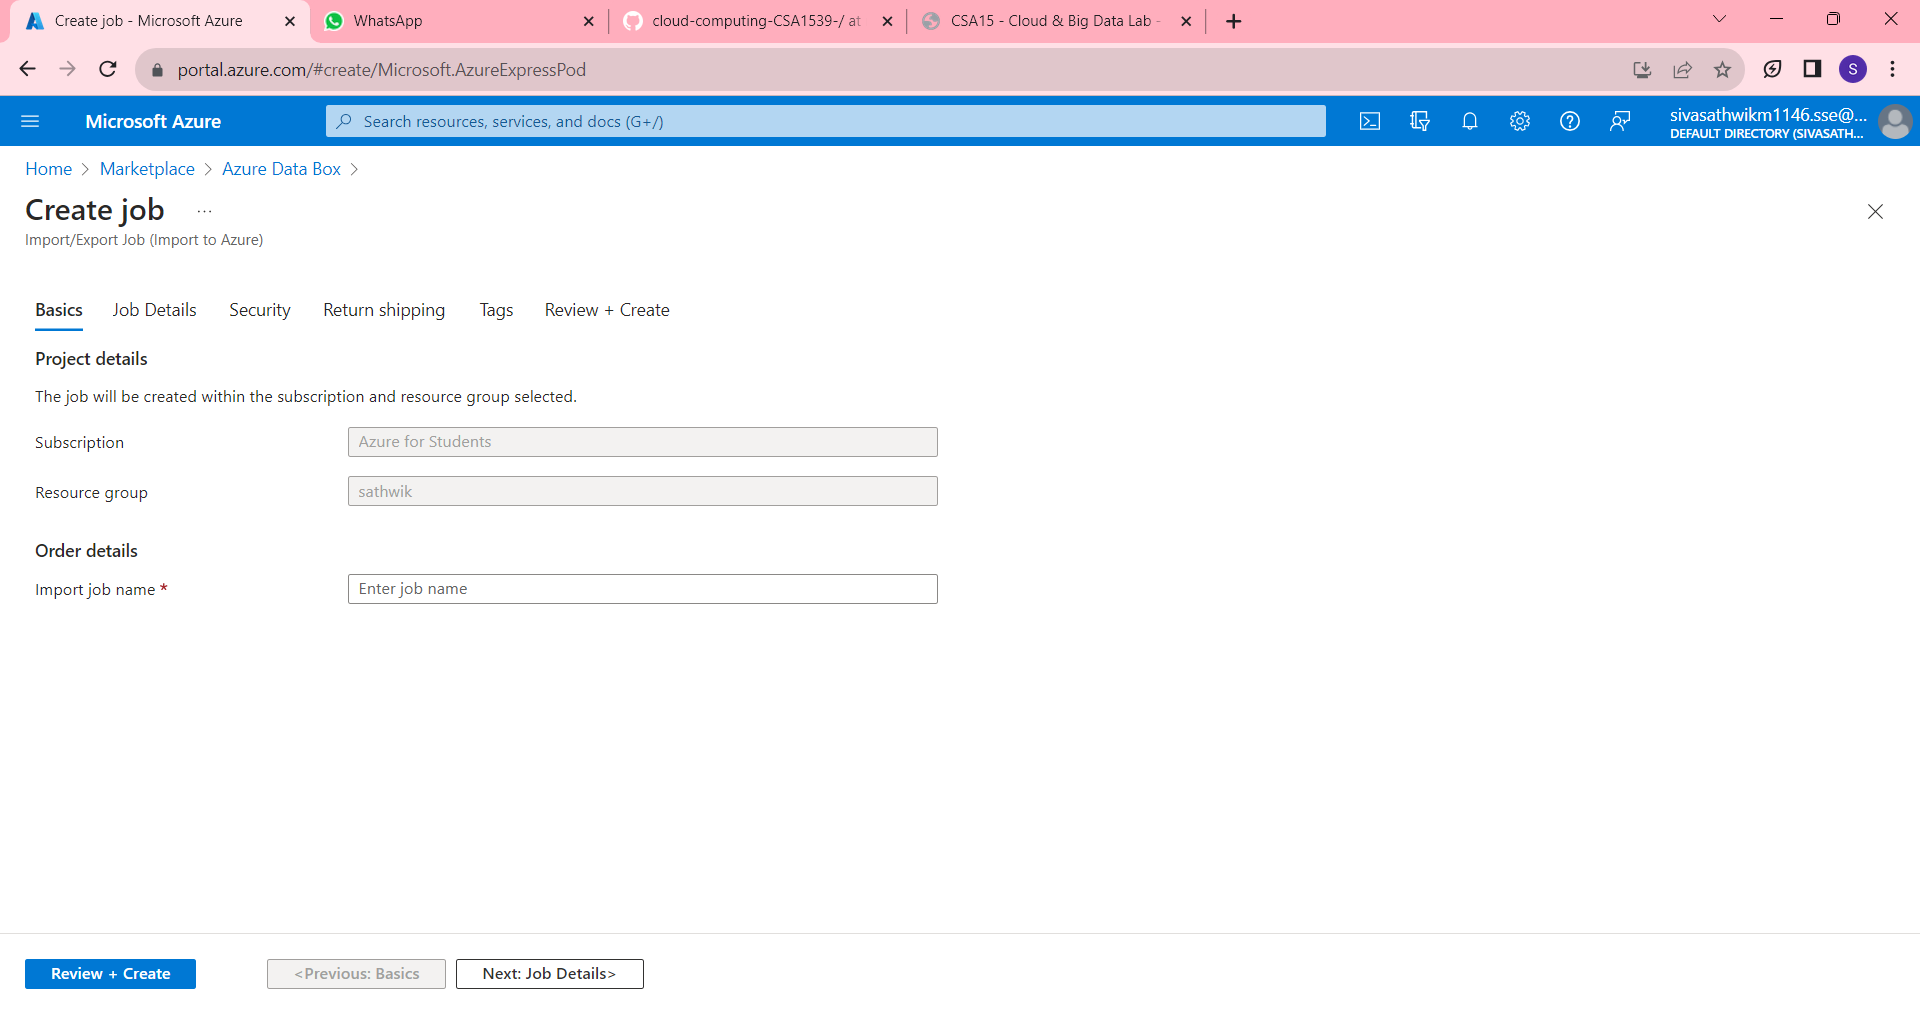 Create job - Microsoft Azure
WhatsApp
cloud-computing-CSA1539-/ at
CSA15 - Cloud & Big Data Lab -
portal.azure.com/#create/Microsoft.AzureExpressPod
S
Microsoft Azure
Search resources, services, and docs (G+/)
sivasathwikm1146.sse@...
DEFAULT DIRECTORY (SIVASATH...
Home > Marketplace > Azure Data Box >
Create job ...
Import/Export Job (Import to Azure)
Basics Job Details Security Return shipping Tags Review + Create
Project details
The job will be created within the subscription and resource group selected.
Subscription Azure for Students
Resource group sathwik
Order details
Import job name * Enter job name
Review + Create <Previous: Basics Next: Job Details>